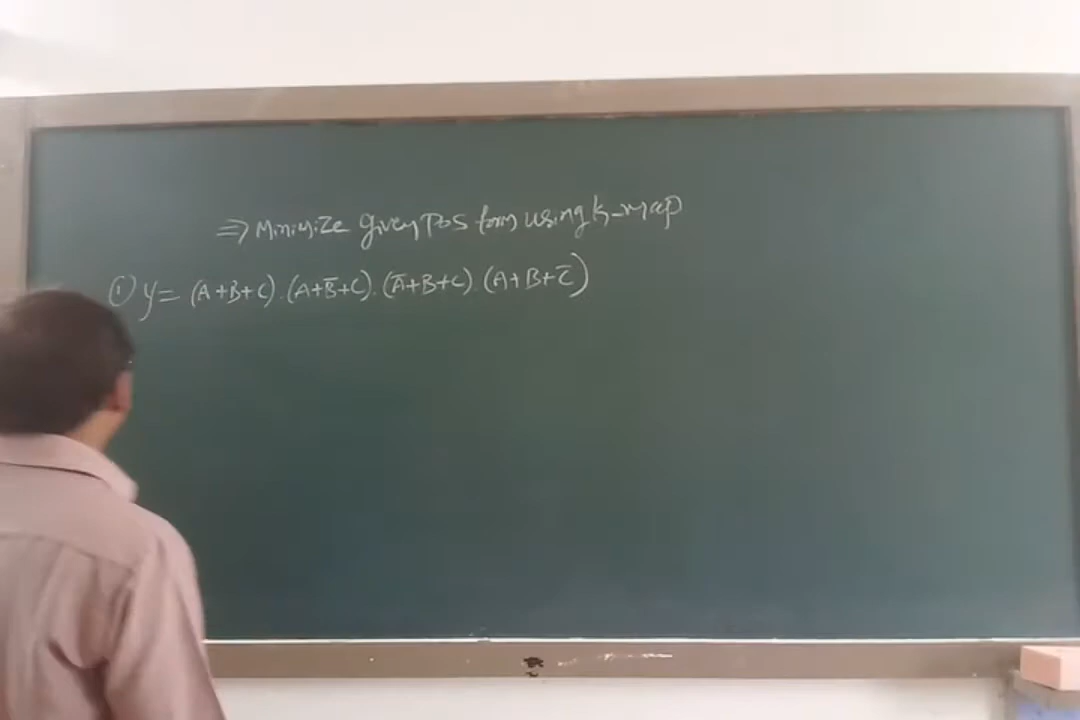 ⇒ Minimize Given POS form using K-map
① Y = (A+B+C).(A+B̅+C).(A̅+B+C).(A+B+C̅)